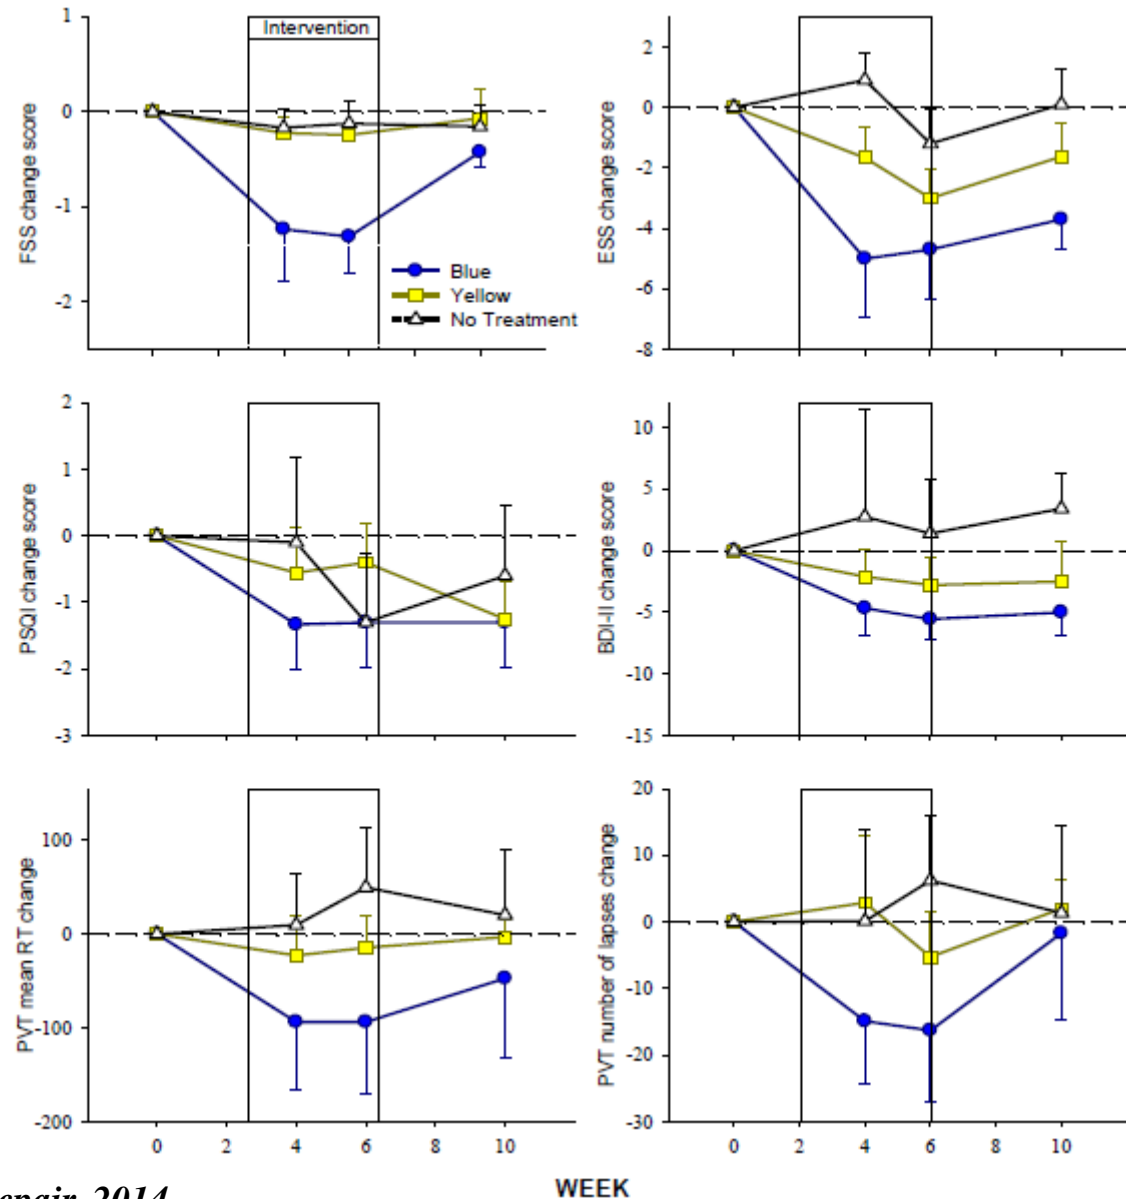 1
Intervention
0
-1
-2
FSS change score
Blue
Yellow
No Treatment
2
0
-2
-4
-6
-8
ESS change score
2
1
0
-1
-2
-3
PSQI change score
10
5
0
-5
-10
-15
BDI-II change score
100
0
-100
-200
PVT mean RT change
0 2 4 6 8 10
20
10
0
-10
-20
-30
PVT number of lapses change
0 2 4 6 8 10
WEEK
2014